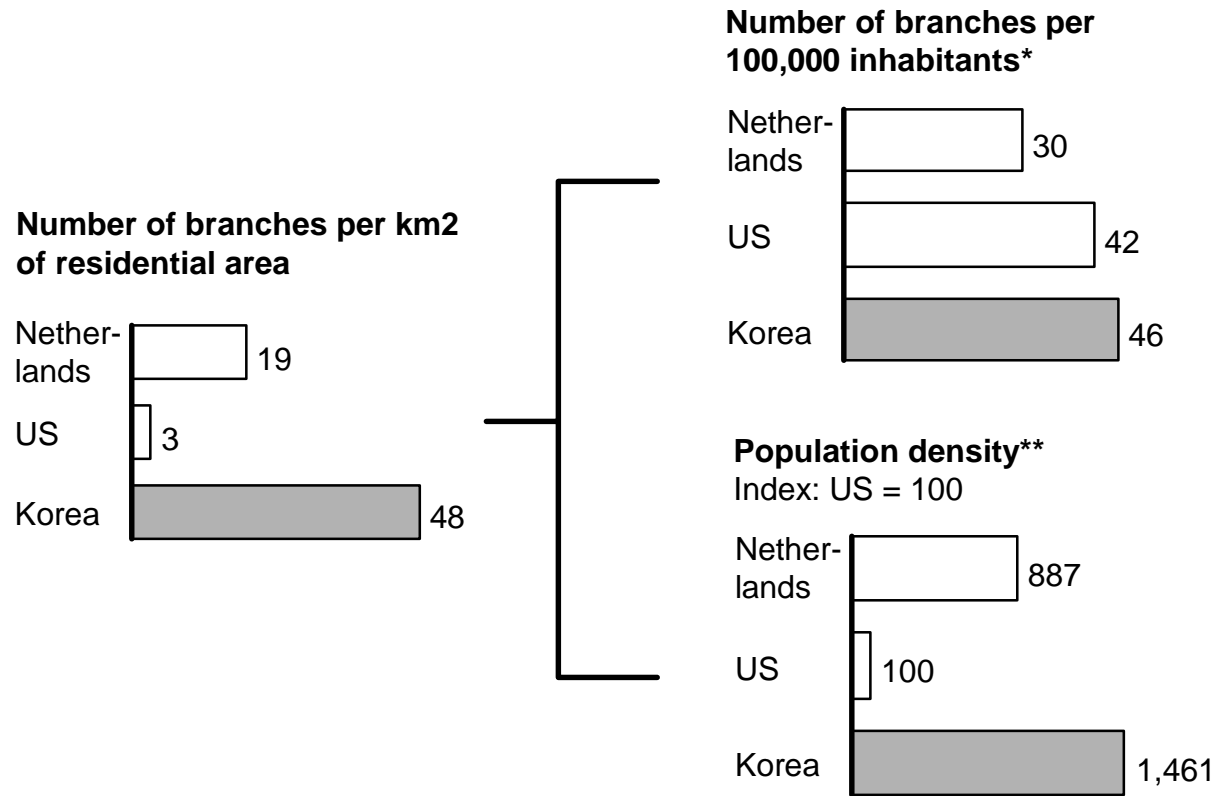 Number of branches per km2
of residential area
Nether-
lands
19
US
3
Korea
48
Number of branches per
100,000 inhabitants*
Nether-
lands
30
US
42
Korea
46
Population density**
Index: US = 100
Nether-
lands
887
US
100
Korea
1,461